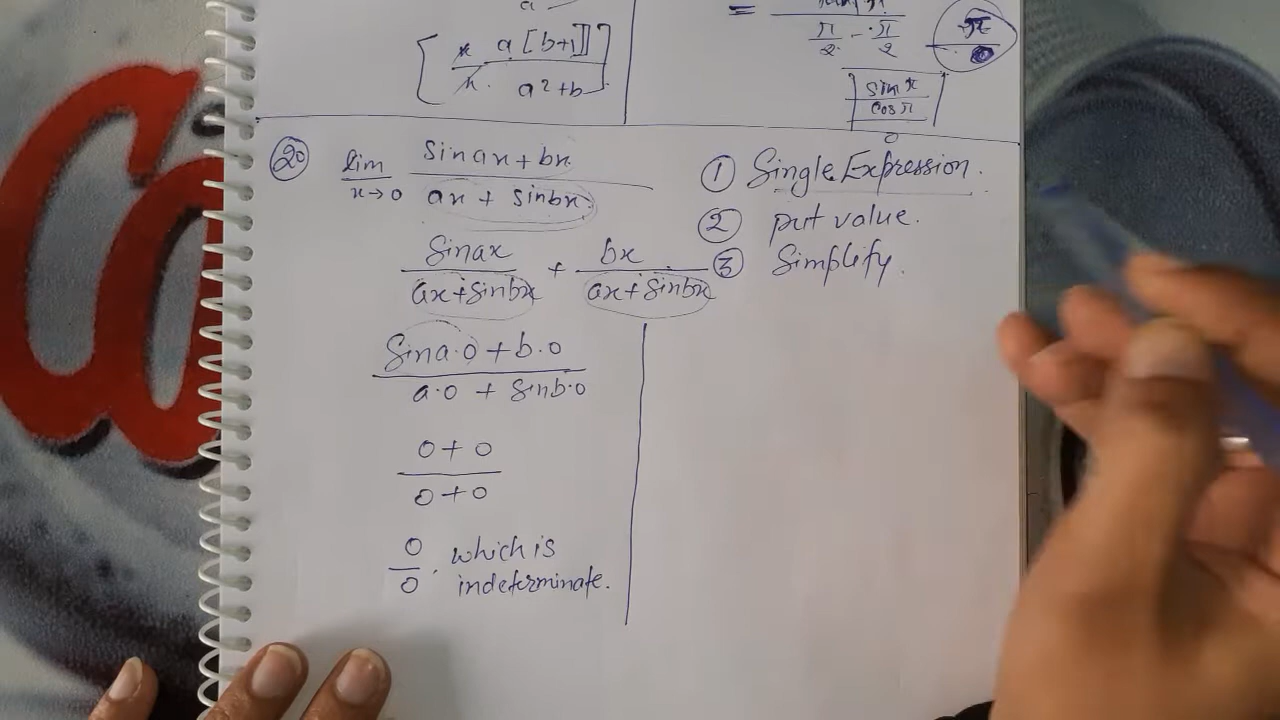 a
[ x a[b+1] ]
x. a²+b
=
π/2 - π/2
π
0
sin π
cos π
0
20 lim x→0 sinax+bx / ax + sinbx
sinax / ax+sinbx + bx / ax+sinbx
sina.0 + b.0 / a.0 + sinb.0
0+0 / 0+0
0/0. which is
indeterminate.
1 Single Expression.
2 put value.
3 Simplify.